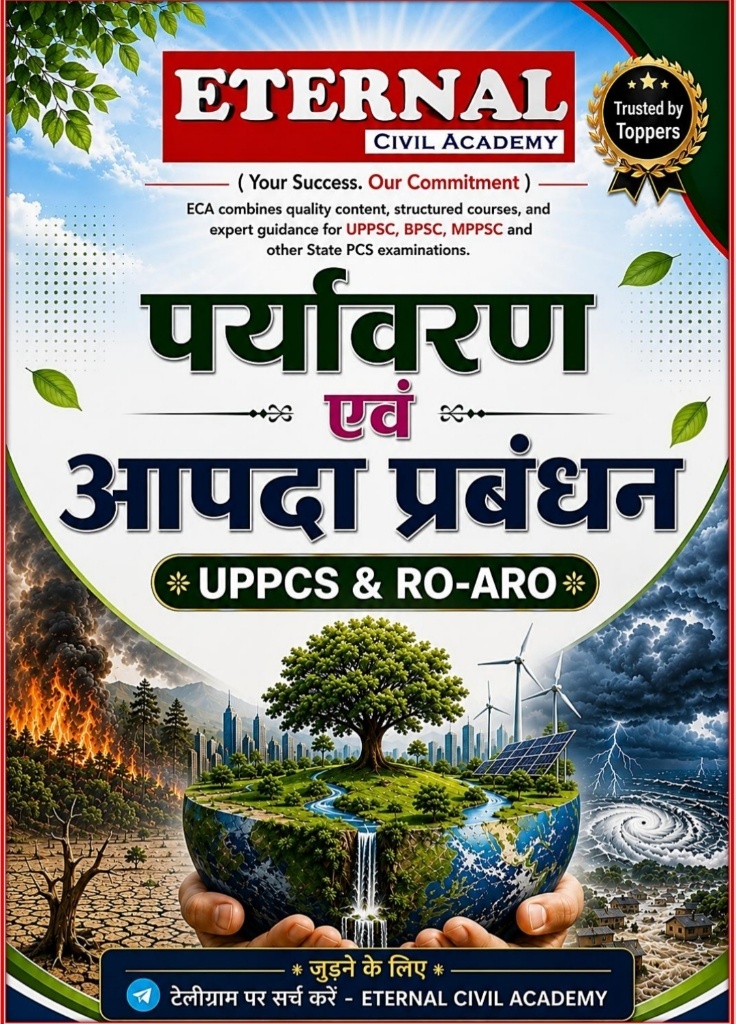 ETERNAL
CIVIL ACADEMY
Trusted by
Toppers
( Your Success. Our Commitment )
ECA combines quality content, structured courses, and
expert guidance for UPPSC, BPSC, MPPSC and
other State PCS examinations.
पर्यावरण
एवं
आपदा प्रबंधन
UPPCS & RO-ARO
जुड़ने के लिए
टेलीग्राम पर सर्च करें - ETERNAL CIVIL ACADEMY